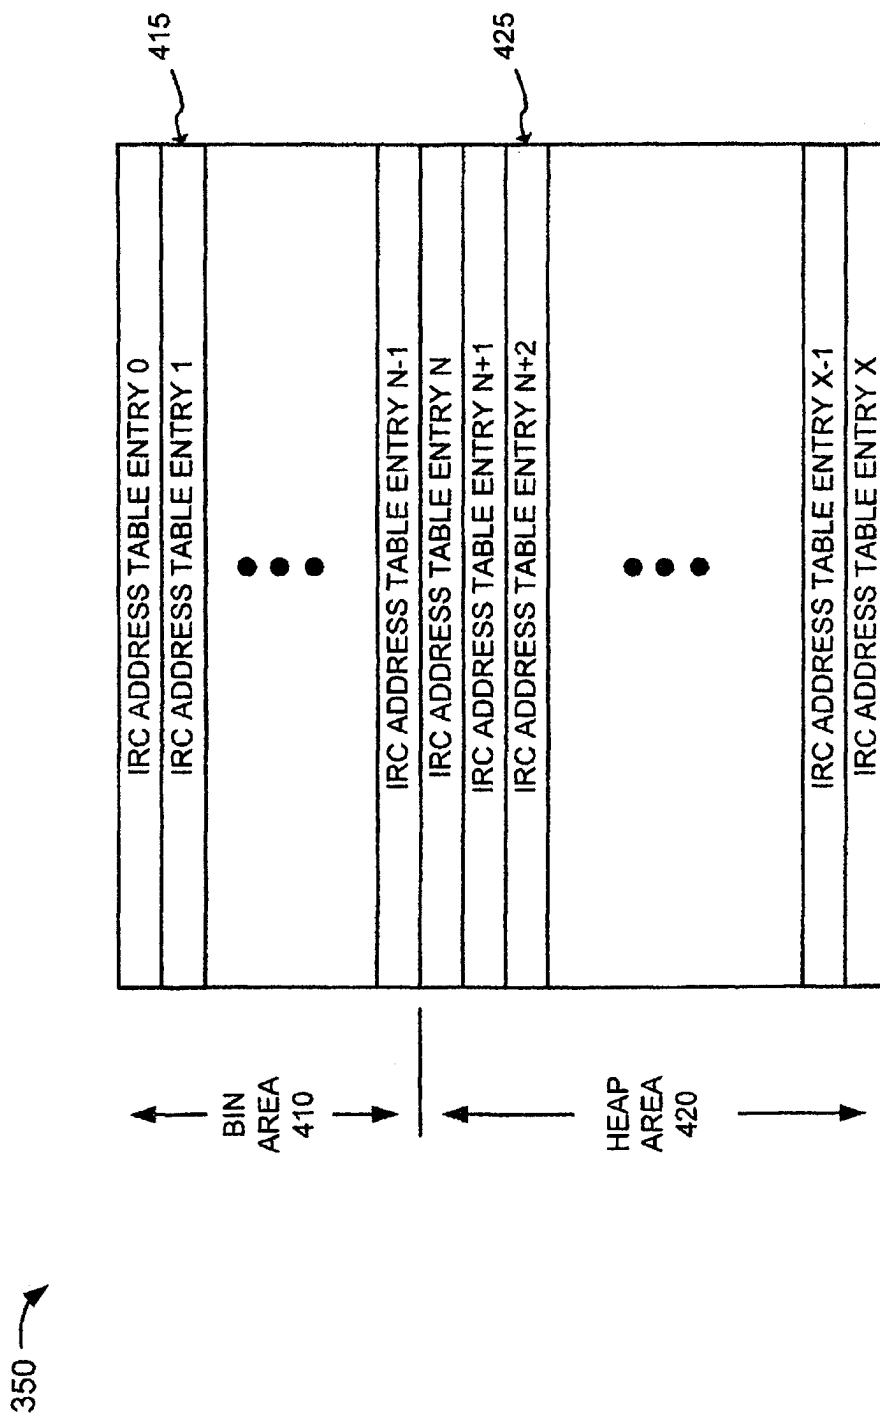 350
BIN
AREA
410
HEAP
AREA
420
IRC ADDRESS TABLE ENTRY 0
IRC ADDRESS TABLE ENTRY 1
IRC ADDRESS TABLE ENTRY N-1
IRC ADDRESS TABLE ENTRY N
IRC ADDRESS TABLE ENTRY N+1
IRC ADDRESS TABLE ENTRY N+2
IRC ADDRESS TABLE ENTRY X-1
IRC ADDRESS TABLE ENTRY X
415
425